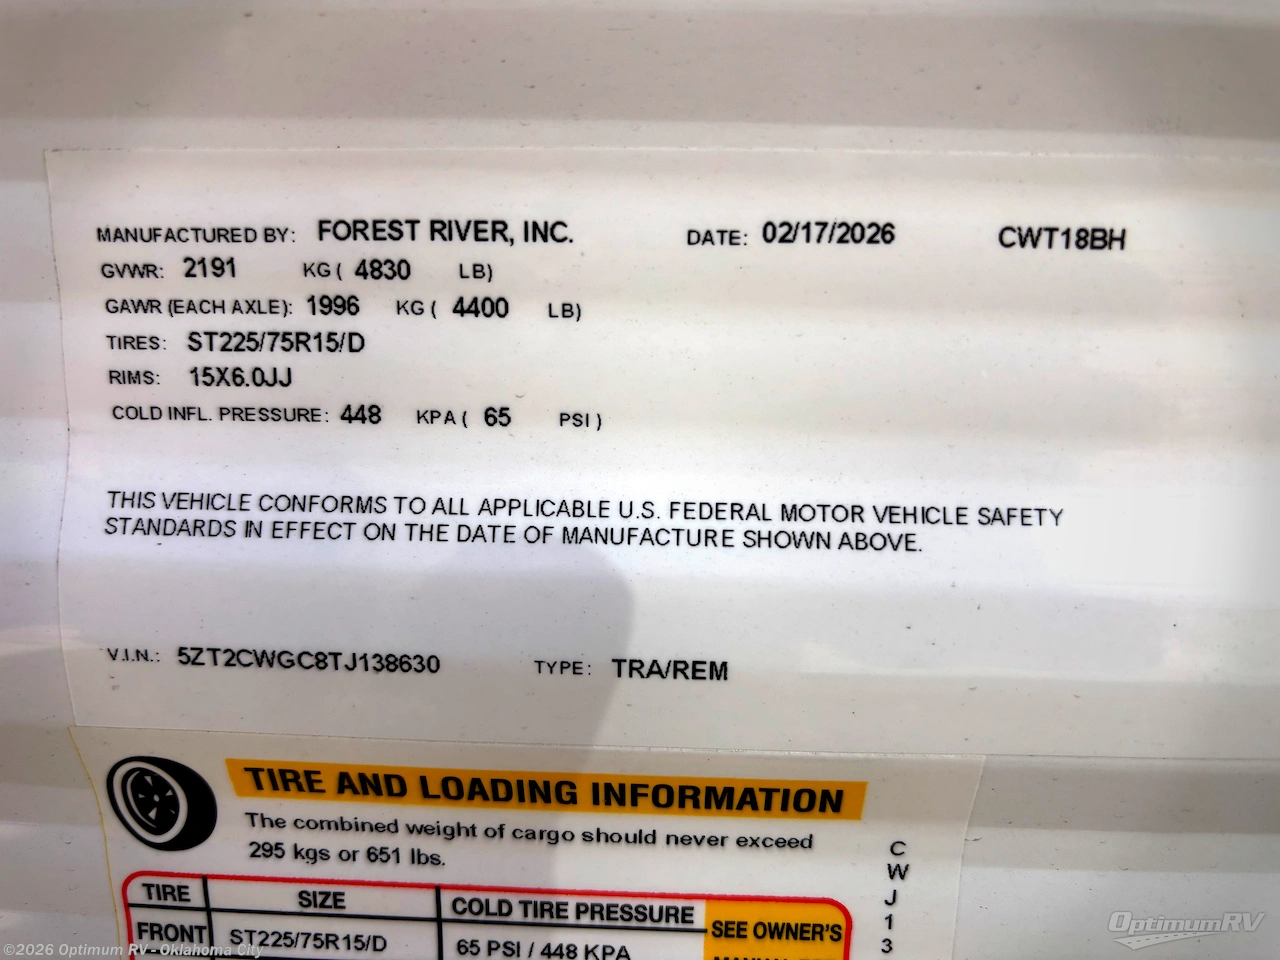 MANUFACTURED BY: FOREST RIVER, INC. DATE: 02/17/2026 CWT18BH
GVWR: 2191 KG ( 4830 LB)
GAWR (EACH AXLE): 1996 KG ( 4400 LB)
TIRES: ST225/75R15/D
RIMS: 15X6.0JJ
COLD INFL. PRESSURE: 448 KPA ( 65 PSI )
THIS VEHICLE CONFORMS TO ALL APPLICABLE U.S. FEDERAL MOTOR VEHICLE SAFETY
STANDARDS IN EFFECT ON THE DATE OF MANUFACTURE SHOWN ABOVE.
V.I.N.: 5ZT2CWGC8TJ138630 TYPE: TRA/REM
TIRE AND LOADING INFORMATION
The combined weight of cargo should never exceed
295 kgs or 651 lbs.
C
W
J
1
3
TIRE SIZE COLD TIRE PRESSURE SEE OWNER'S
FRONT ST225/75R15/D 65 PSI / 448 KPA
©2026 Optimum RV - Oklahoma City
OptimumRV